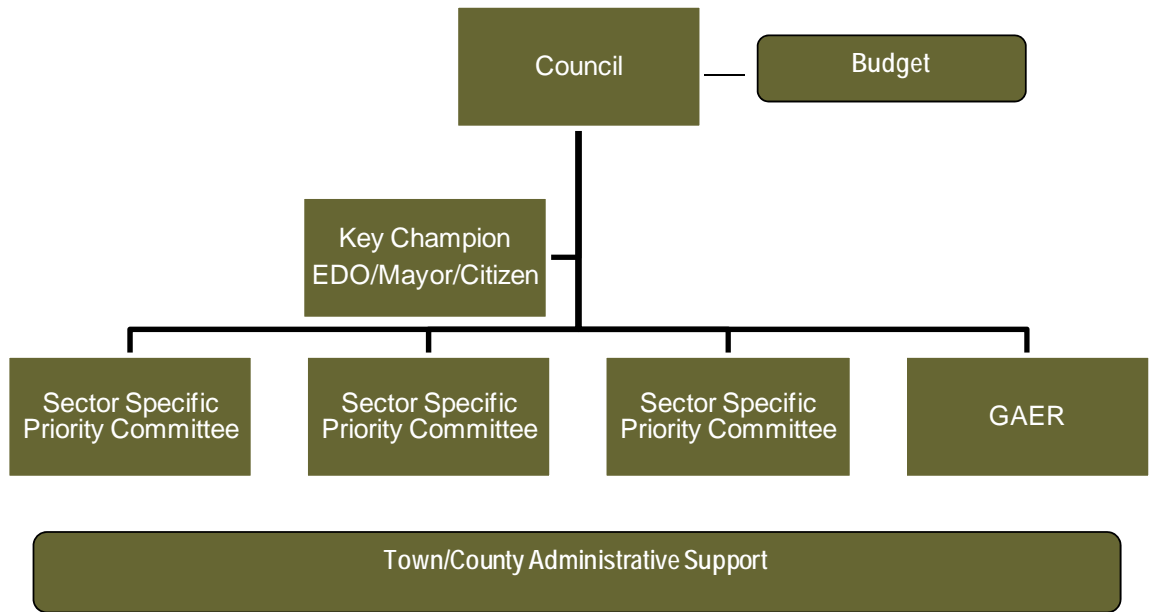 Council
Budget
Key Champion
EDO/Mayor/Citizen
Sector Specific
Priority Committee
Sector Specific
Priority Committee
Sector Specific
Priority Committee
GAER
Town/County Administrative Support